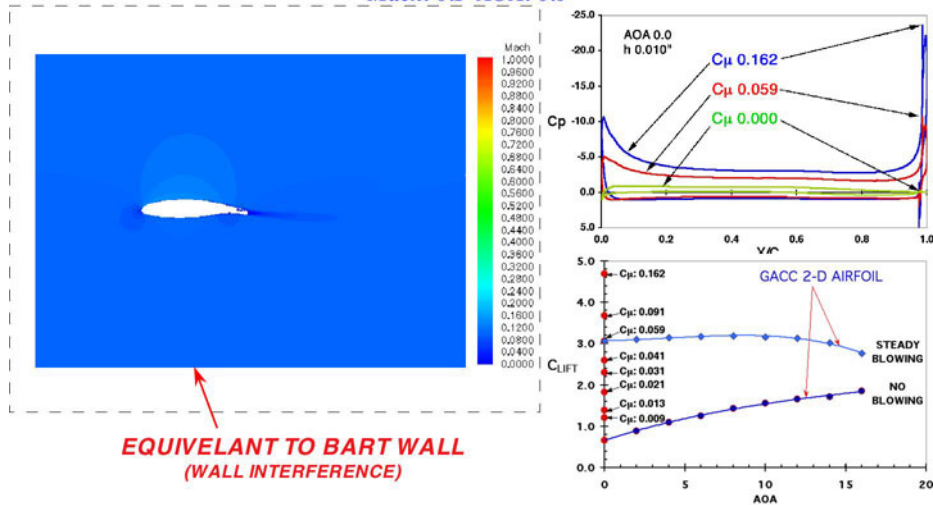 Mach
1.0000
0.9600
0.9200
0.8800
0.8400
0.8000
0.7600
0.7200
0.6800
0.6400
0.6000
0.5600
0.5200
0.4800
0.4400
0.4000
0.3600
0.3200
0.2800
0.2400
0.2000
0.1600
0.1200
0.0800
0.0400
0.0000
EQUIVELANT TO BART WALL
(WALL INTERFERENCE)
-25.0
-20.0
-15.0
-10.0
-5.0
0.0
5.0
Cp
AOA 0.0
h 0.010"
Cμ 0.162
Cμ 0.059
Cμ 0.000
0.0 0.2 0.4 0.6 0.8 1.0
5.0
4.0
3.0
2.0
1.0
0.0
CLIFT
Cμ: 0.162
Cμ: 0.091
Cμ: 0.059
Cμ: 0.041
Cμ: 0.031
Cμ: 0.021
Cμ: 0.013
Cμ: 0.009
GACC 2-D AIRFOIL
STEADY
BLOWING
NO
BLOWING
0 5 10 15 20
AOA